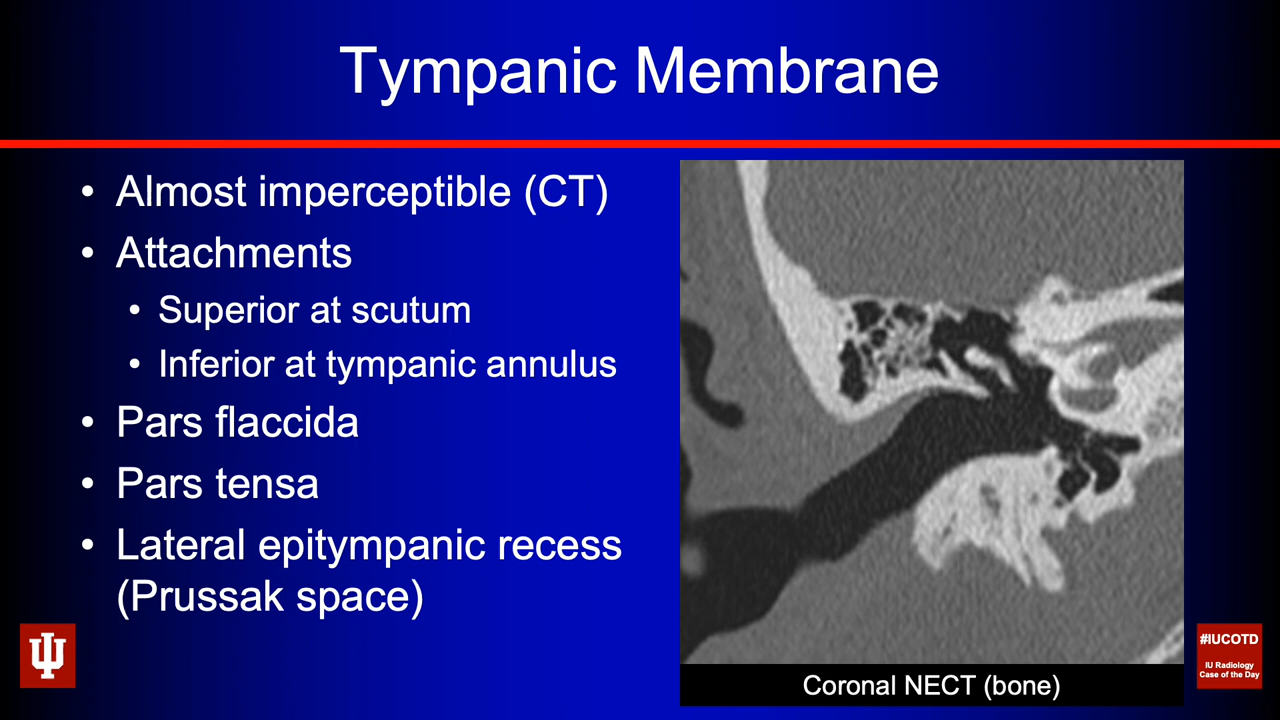 Tympanic Membrane
• Almost imperceptible (CT)
• Attachments
• Superior at scutum
• Inferior at tympanic annulus
• Pars flaccida
• Pars tensa
• Lateral epitympanic recess
(Prussak space)
Coronal NECT (bone)
#IUCOTD
IU Radiology
Case of the Day